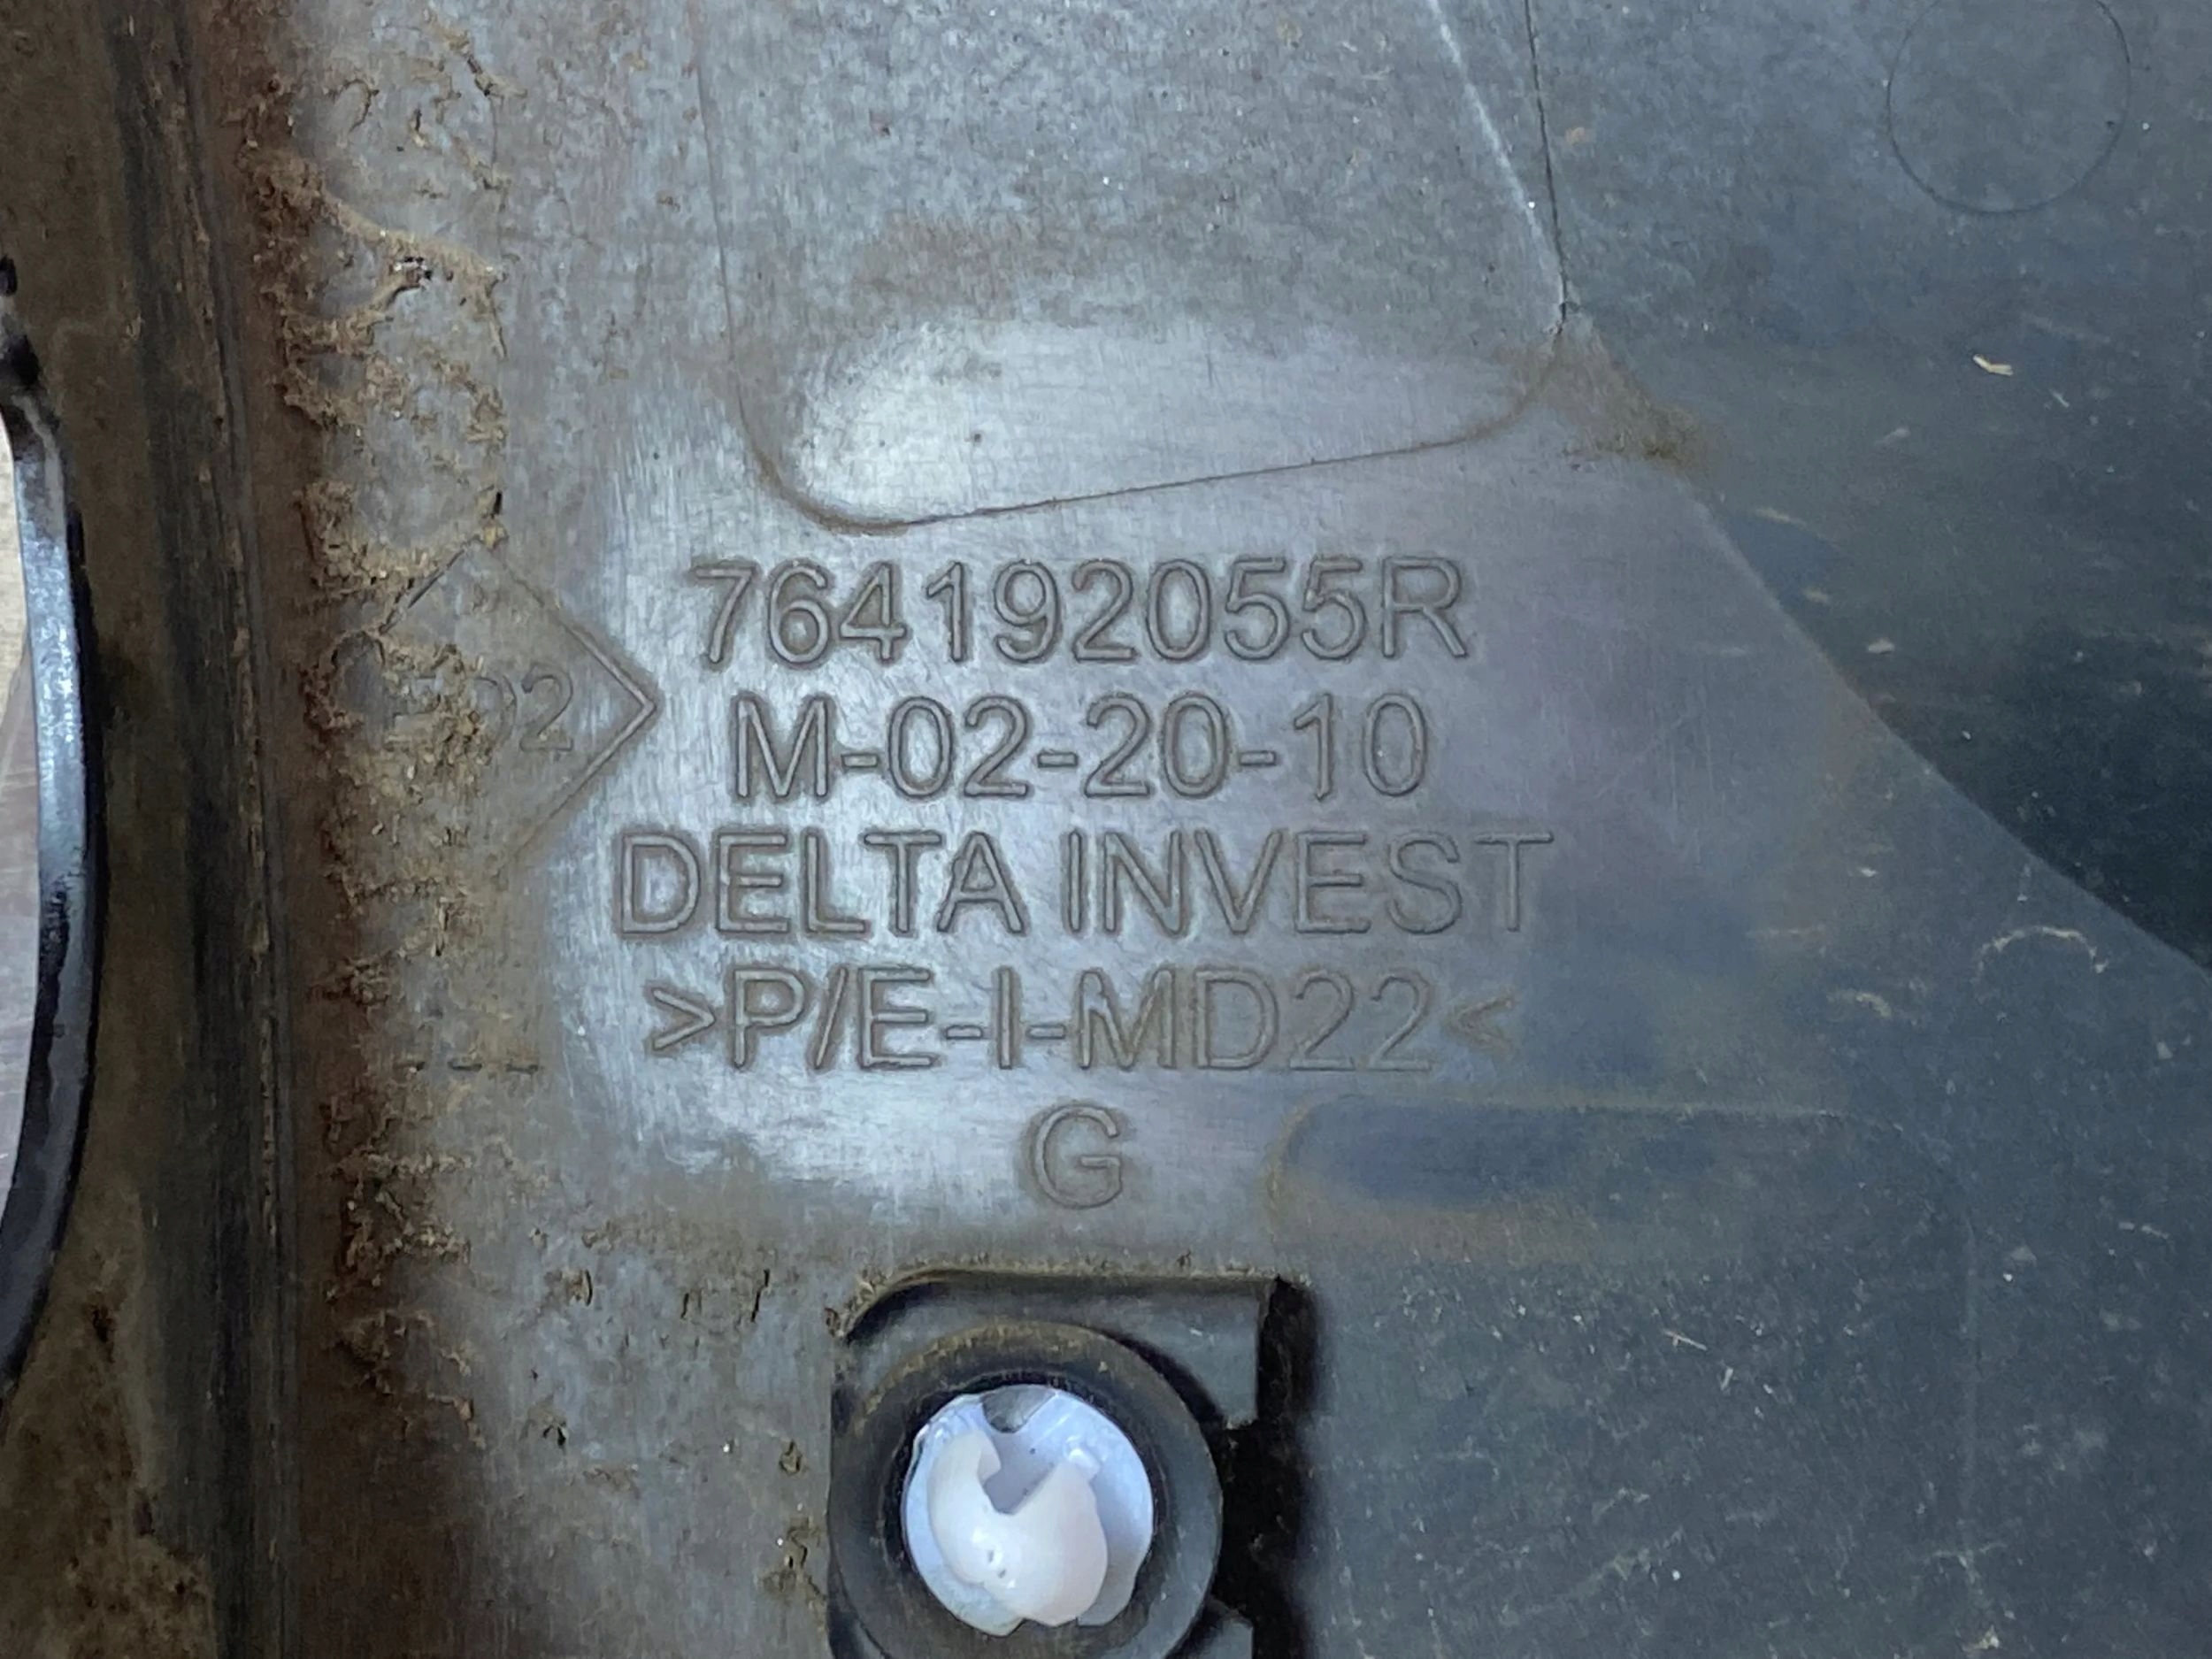 764192055R
M-02-20-10
DELTA INVEST
>P/E-I-MD22<
G